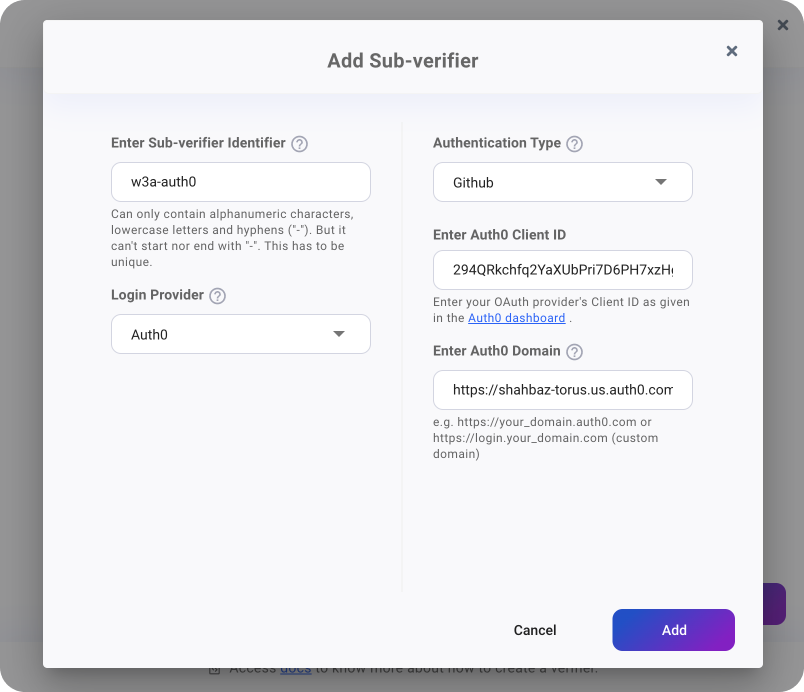 Add Sub-verifier
Enter Sub-verifier Identifier
w3a-auth0
Can only contain alphanumeric characters,
lowercase letters and hyphens ("-"). But it
can't start nor end with "-". This has to be
unique.
Login Provider
Auth0
Authentication Type
Github
Enter Auth0 Client ID
294QRkchfq2YaXUbPri7D6PH7xzH
Enter your OAuth provider's Client ID as given
in the Auth0 dashboard .
Enter Auth0 Domain
https://shahbaz-torus.us.auth0.com
e.g. https://your_domain.auth0.com or
https://login.your_domain.com (custom
domain)
Cancel
Add
Access docs to know more about how to create a verifier.